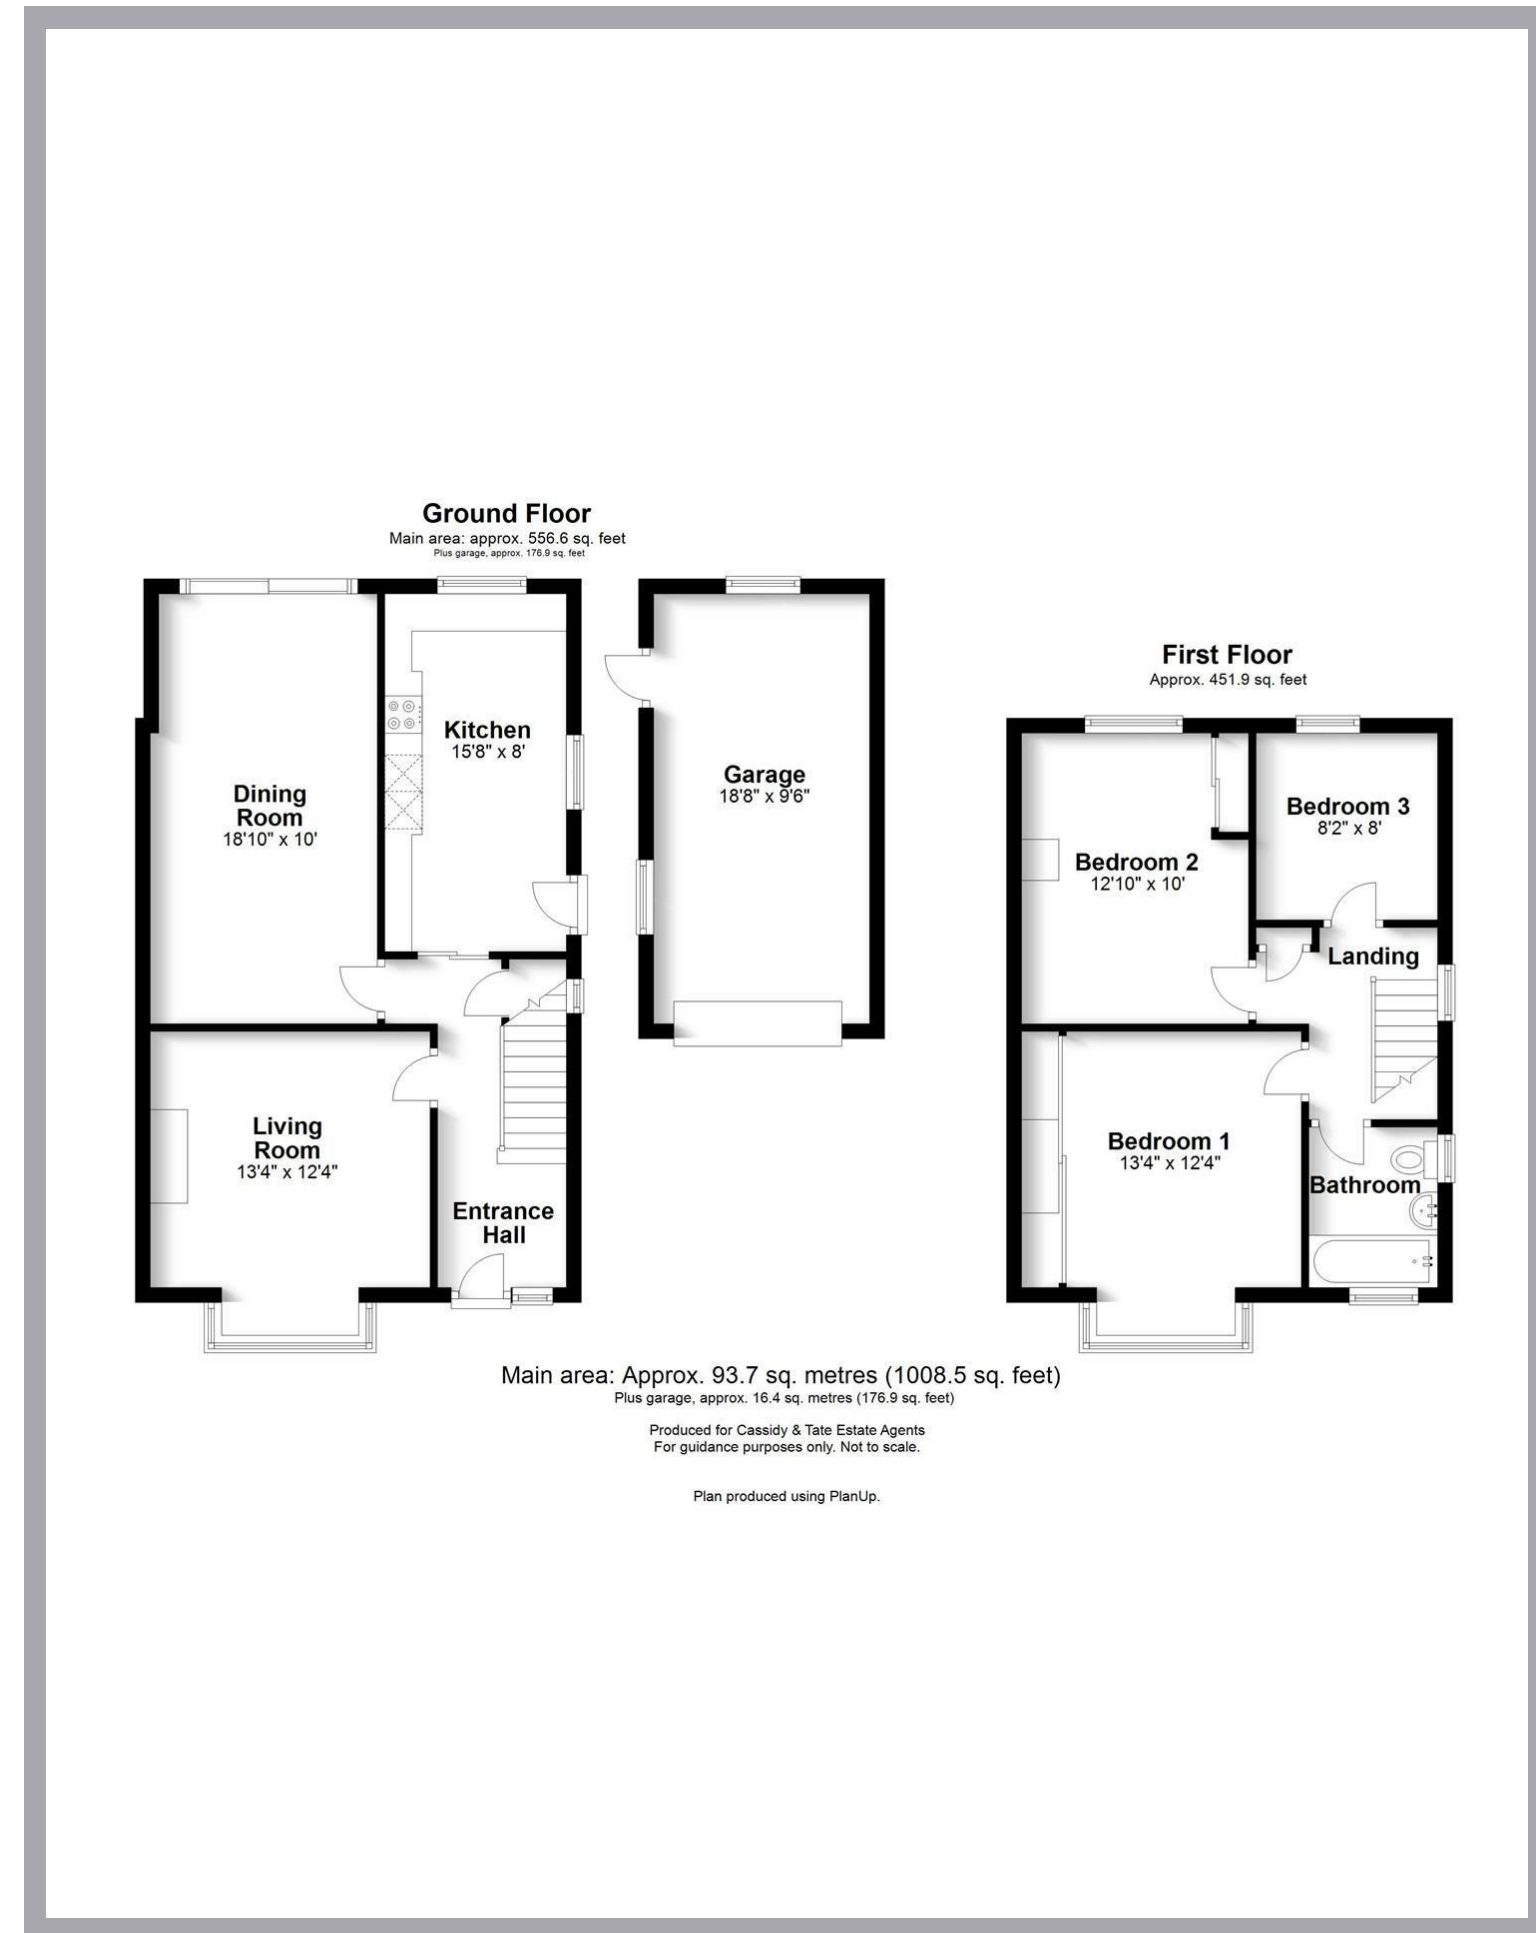 Ground Floor
Main area: approx. 556.6 sq. feet
Plus garage, approx. 176.9 sq. feet
Kitchen
15'8" x 8'
Dining
Room
18'10" x 10'
Garage
18'8" x 9'6"
Living
Room
13'4" x 12'4"
Entrance
Hall
First Floor
Approx. 451.9 sq. feet
Bedroom 3
8'2" x 8'
Bedroom 2
12'10" x 10'
Landing
Bedroom 1
13'4" x 12'4"
Bathroom
Main area: Approx. 93.7 sq. metres (1008.5 sq. feet)
Plus garage, approx. 16.4 sq. metres (176.9 sq. feet)
Produced for Cassidy & Tate Estate Agents
For guidance purposes only. Not to scale.
Plan produced using PlanUp.